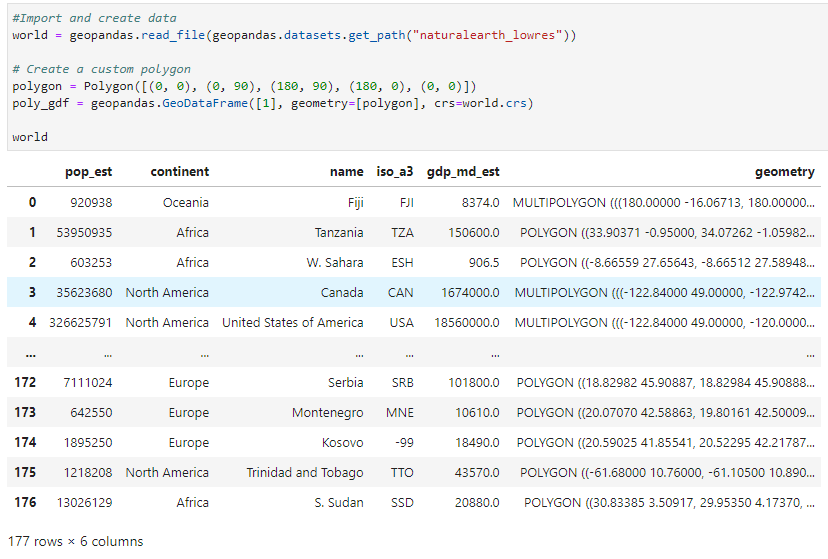 #Import and create data
world = geopandas.read_file(geopandas.datasets.get_path("naturalearth_lowres"))
# Create a custom polygon
polygon = Polygon([(0, 0), (0, 90), (180, 90), (180, 0), (0, 0)])
poly_gdf = geopandas.GeoDataFrame([1], geometry=[polygon], crs=world.crs)
world
pop_est continent name iso_a3 gdp_md_est geometry
0 920938 Oceania Fiji FJI 8374.0 MULTIPOLYGON (((180.00000 -16.06713, 180.00000...
1 53950935 Africa Tanzania TZA 150600.0 POLYGON ((33.90371 -0.95000, 34.07262 -1.05982...
2 603253 Africa W. Sahara ESH 906.5 POLYGON ((-8.66559 27.65643, -8.66512 27.58948...
3 35623680 North America Canada CAN 1674000.0 MULTIPOLYGON (((-122.84000 49.00000, -122.9742...
4 326625791 North America United States of America USA 18560000.0 MULTIPOLYGON (((-122.84000 49.00000, -120.0000...
... ... ... ... ... ... ...
172 7111024 Europe Serbia SRB 101800.0 POLYGON ((18.82982 45.90887, 18.82984 45.90888...
173 642550 Europe Montenegro MNE 10610.0 POLYGON ((20.07070 42.58863, 19.80161 42.50009...
174 1895250 Europe Kosovo -99 18490.0 POLYGON ((20.59025 41.85541, 20.52295 42.21787...
175 1218208 North America Trinidad and Tobago TTO 43570.0 POLYGON ((-61.68000 10.76000, -61.10500 10.890...
176 13026129 Africa S. Sudan SSD 20880.0 POLYGON ((30.83385 3.50917, 29.95350 4.17370, ...
177 rows × 6 columns